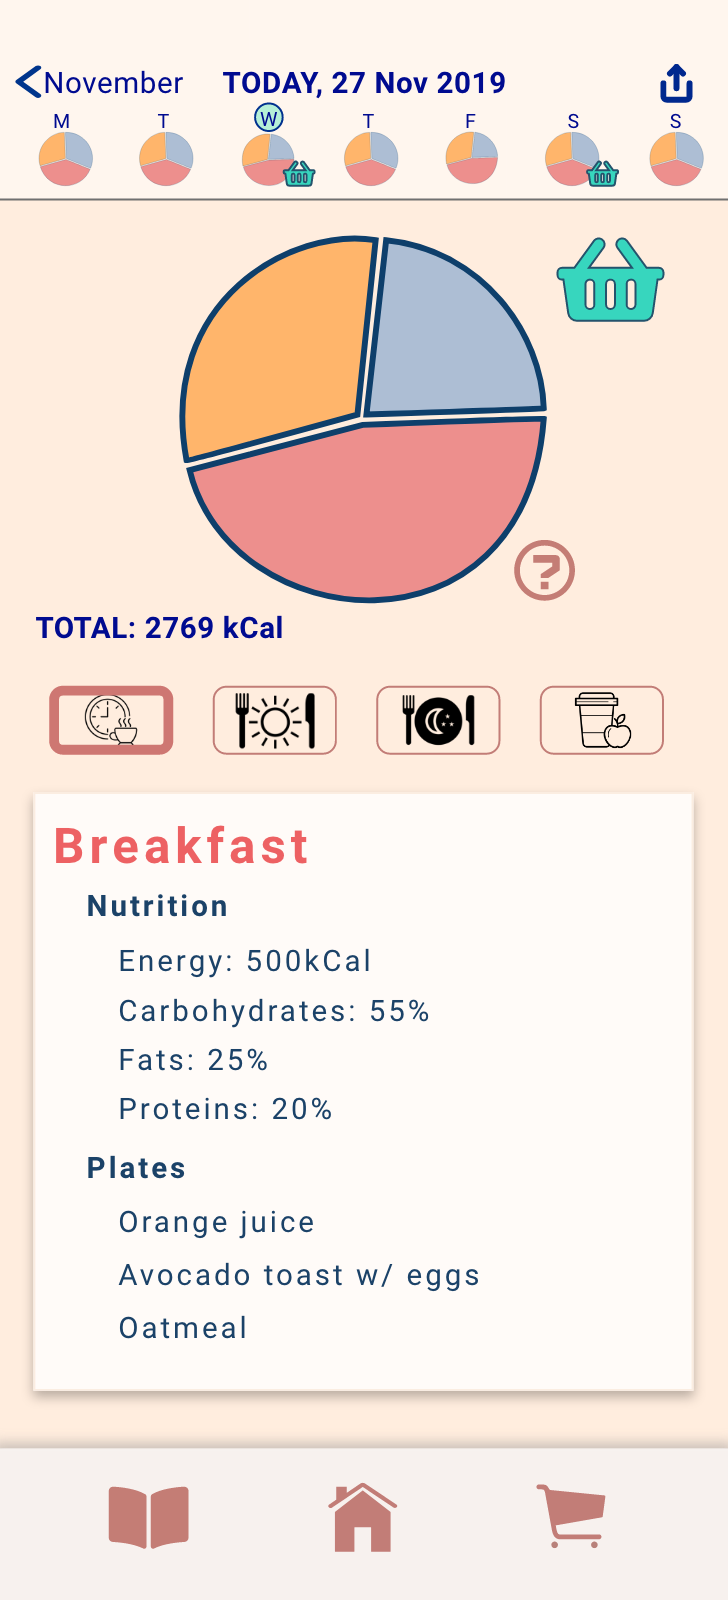 November TODAY, 27 Nov 2019
M T W T F S S
?
TOTAL: 2769 kCal
Breakfast
Nutrition
Energy: 500kCal
Carbohydrates: 55%
Fats: 25%
Proteins: 20%
Plates
Orange juice
Avocado toast w/ eggs
Oatmeal